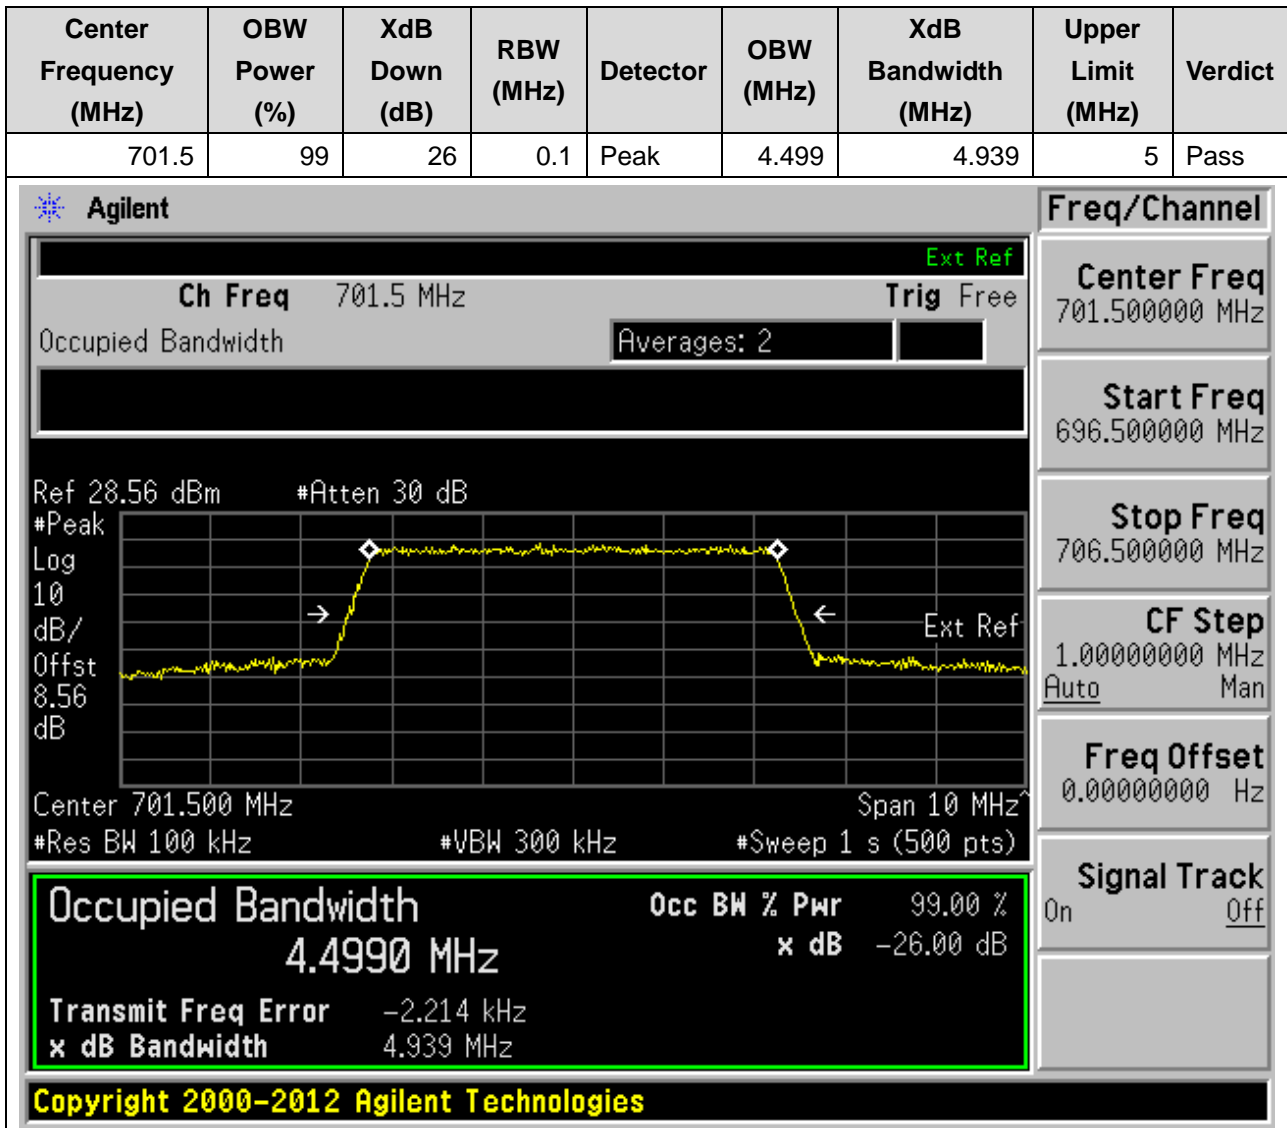 Center Frequency (MHz) OBW Power (%) XdB Down (dB) RBW (MHz) Detector OBW (MHz) XdB Bandwidth (MHz) Upper Limit (MHz) Verdict
701.5 99 26 0.1 Peak 4.499 4.939 5 Pass
Agilent
Freq/Channel
Ext Ref
Ch Freq 701.5 MHz Trig Free
Occupied Bandwidth Averages: 2
Center Freq
701.500000 MHz
Start Freq
696.500000 MHz
Stop Freq
706.500000 MHz
CF Step
1.00000000 MHz
Auto Man
Freq Offset
0.00000000 Hz
Signal Track
On Off
Ref 28.56 dBm #Atten 30 dB
#Peak
Log
10
dB/
Offst
8.56
dB
Ext Ref
Center 701.500 MHz Span 10 MHz^
#Res BW 100 kHz #VBW 300 kHz #Sweep 1 s (500 pts)
Occupied Bandwidth
4.4990 MHz
Occ BW % Pwr 99.00 %
x dB -26.00 dB
Transmit Freq Error -2.214 kHz
x dB Bandwidth 4.939 MHz
Copyright 2000-2012 Agilent Technologies